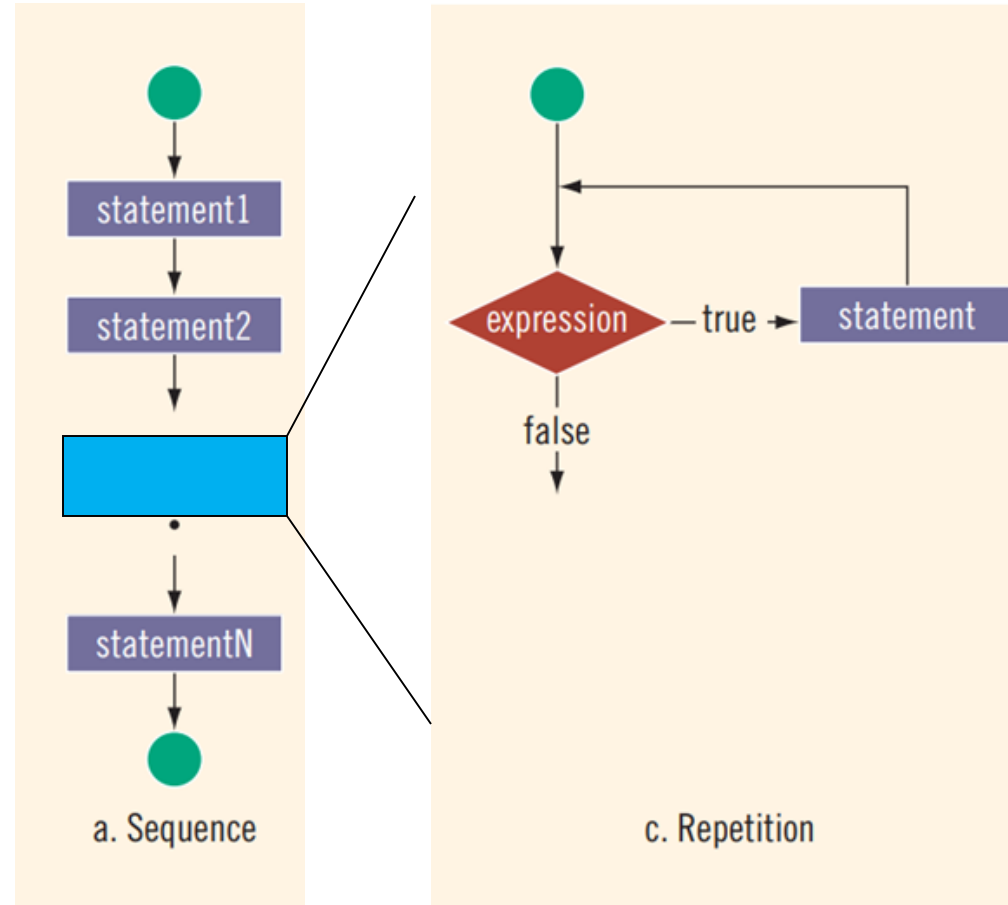 statement1
statement2
statementN
a. Sequence
expression
true
statement
false
c. Repetition